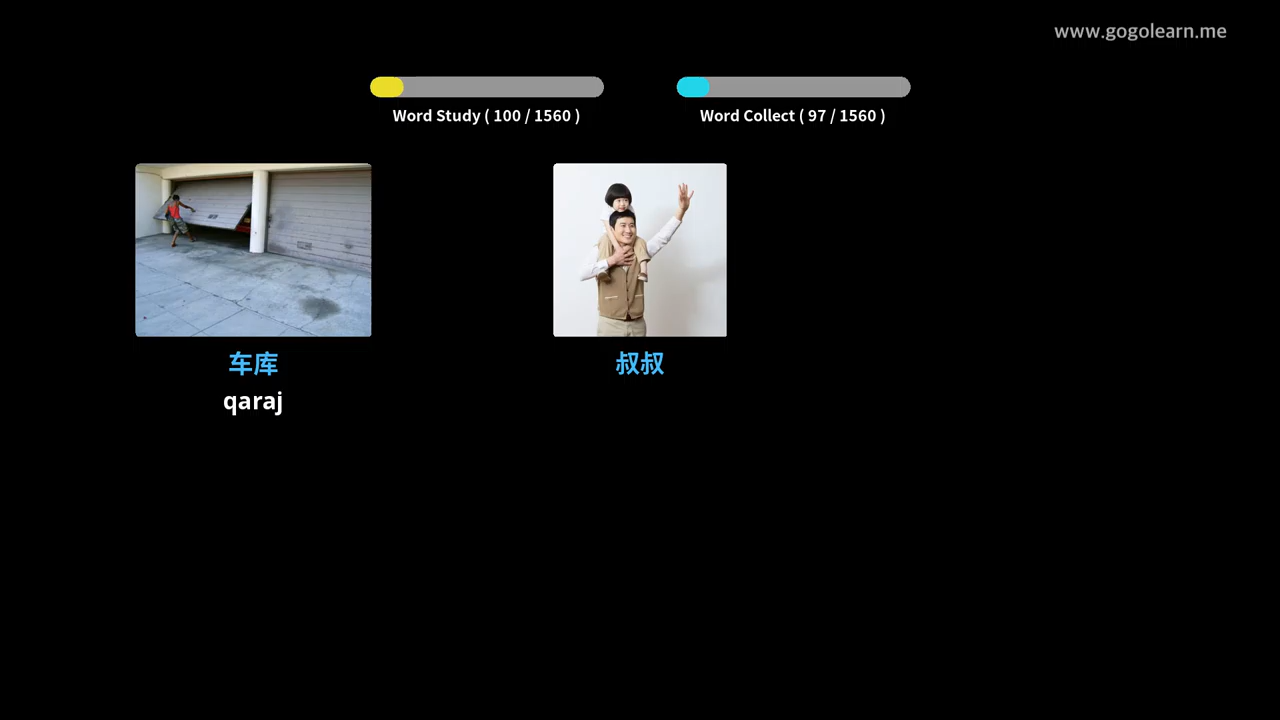 www.gogolearn.me
Word Study ( 100 / 1560 )
Word Collect ( 97 / 1560 )
车库
qaraj
叔叔